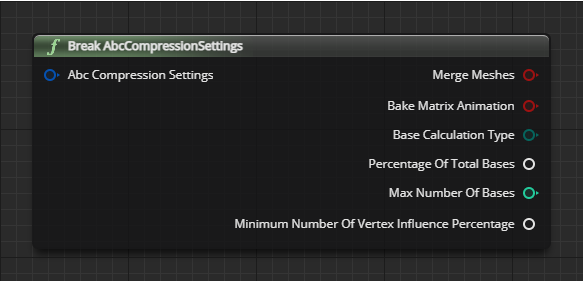 Break AbcCompressionSettings
Abc Compression Settings
Merge Meshes
Bake Matrix Animation
Base Calculation Type
Percentage Of Total Bases
Max Number Of Bases
Minimum Number Of Vertex Influence Percentage